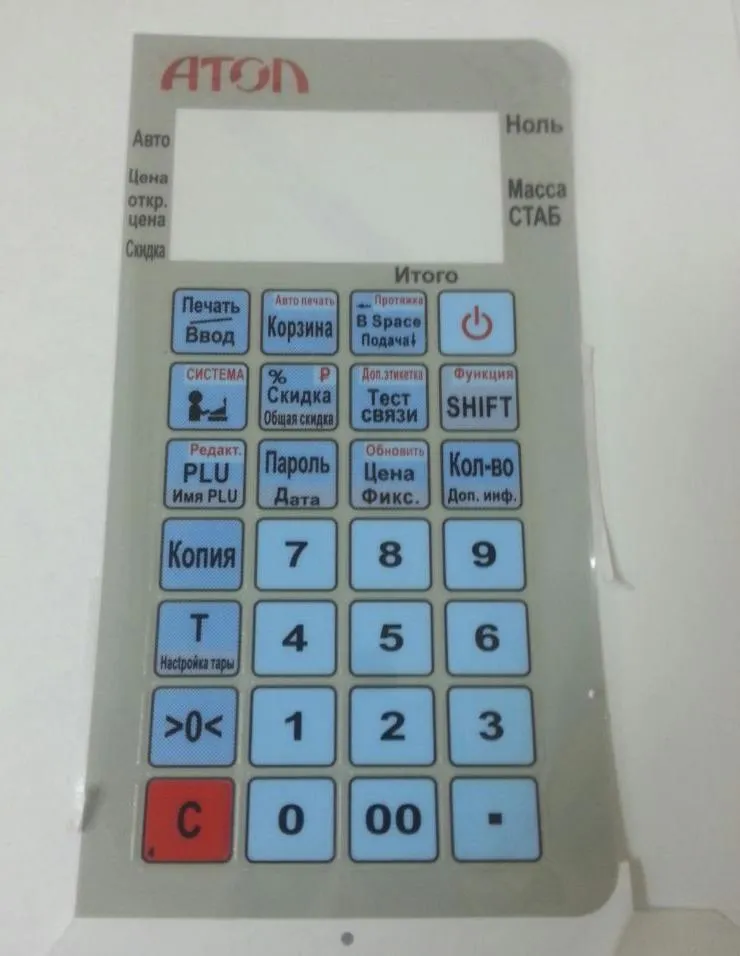 АТОЛ
Авто
Ноль
Цена
откр.
цена
Масса
СТАБ
Скидка
Итого
Печать
Ввод
Авто печать
Корзина
Протяжка
B Space
Подача↓
СИСТЕМА
% ₽
Скидка
Общая скидка
Доп.этикетка
Тест
СВЯЗИ
Функция
SHIFT
Редакт.
PLU
Имя PLU
Пароль
Дата
Обновить
Цена
Фикс.
Кол-во
Доп. инф.
Копия
7
8
9
Т
Насtройка тары
4
5
6
>0<
1
2
3
С
0
00
.